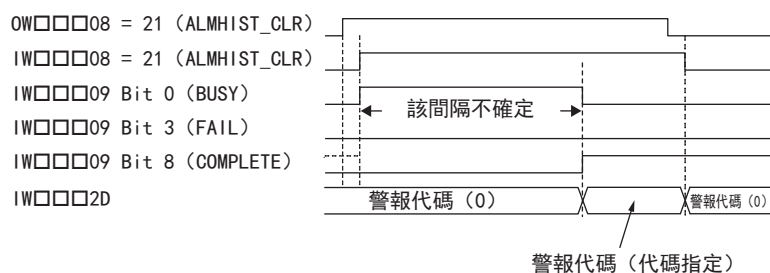 OW□□□08 = 21 (ALMHIST_CLR)
IW□□□08 = 21 (ALMHIST_CLR)
IW□□□09 Bit 0 (BUSY)
該間隔不確定
IW□□□09 Bit 3 (FAIL)
IW□□□09 Bit 8 (COMPLETE)
IW□□□2D
警報代碼（0）
警報代碼（0）
警報代碼（代碼指定）